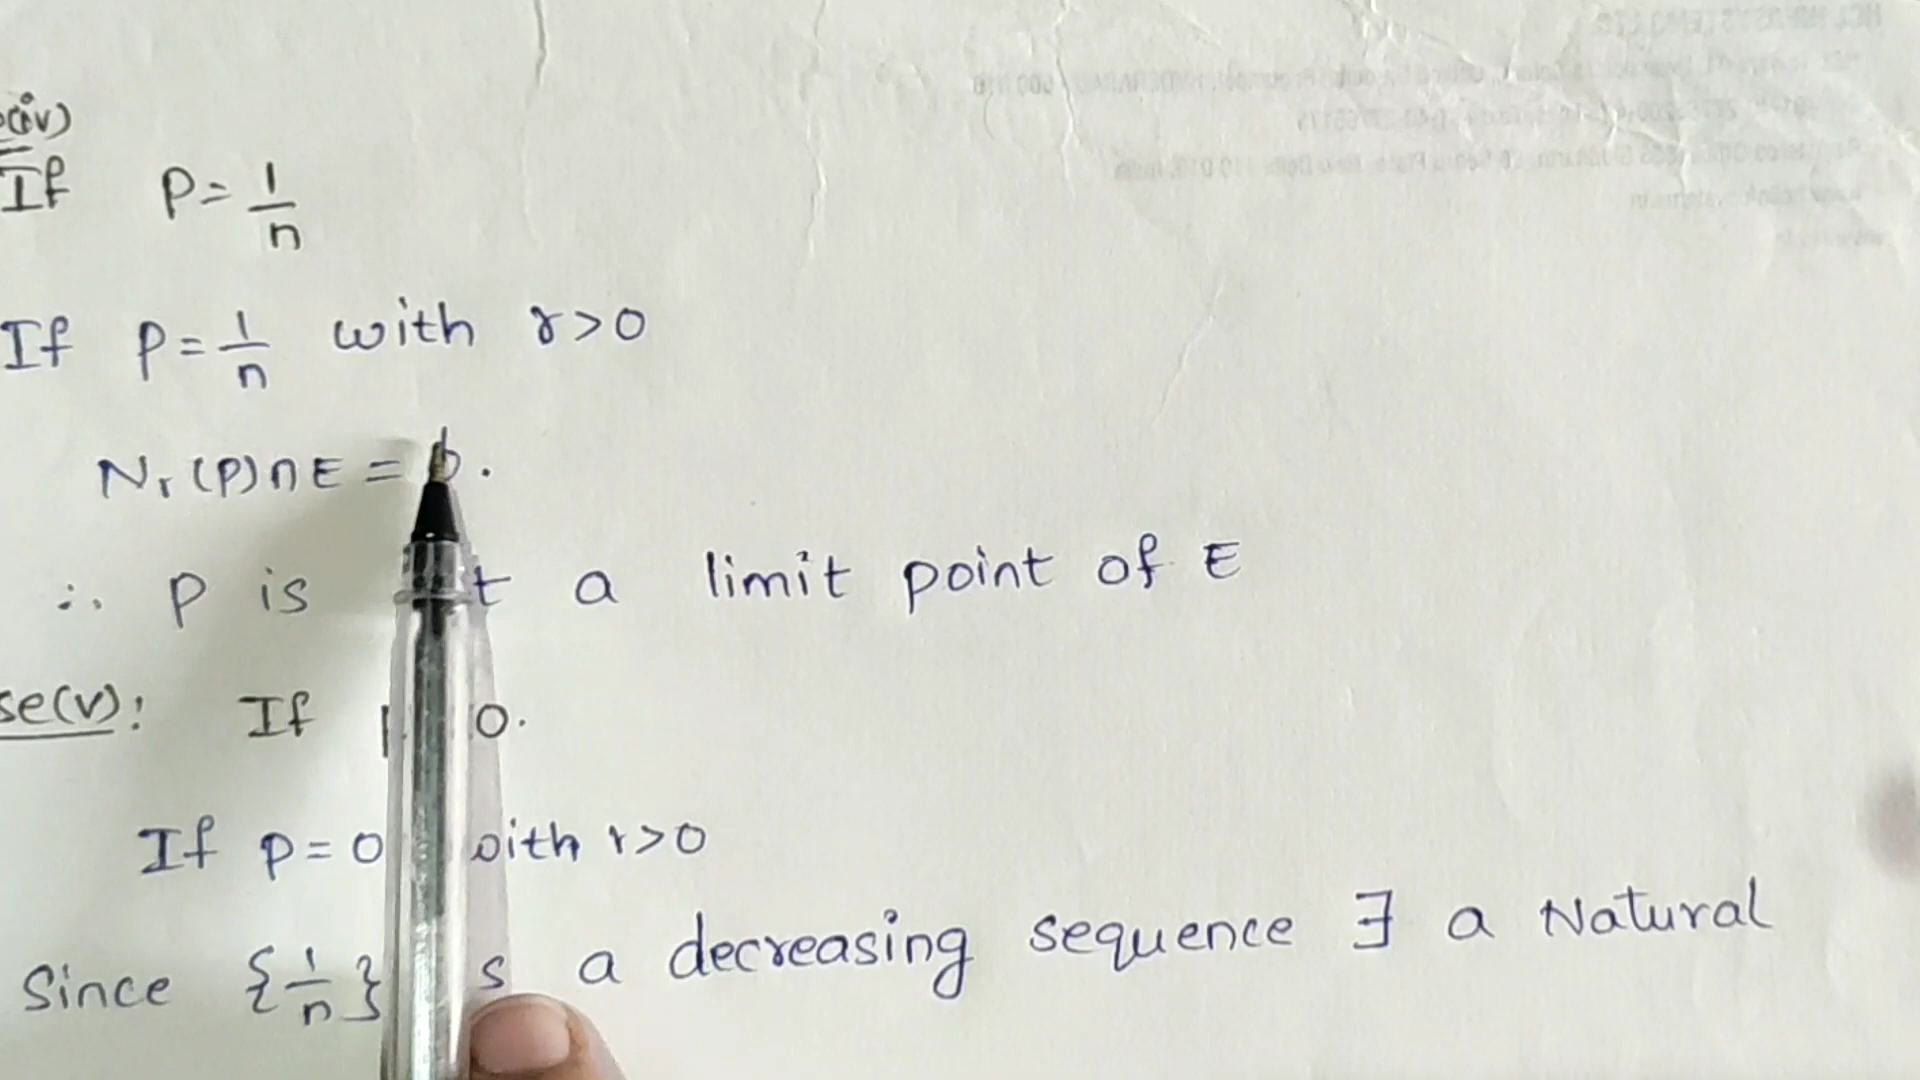 (iv)
If P = 1/n
If P = 1/n with r>0
Nr(P)∩E = ϕ.
∴ P is a limit point of E
se(v): If 0.
If P=0 with r>0
Since {1/n} is a decreasing sequence ∃ a Natural